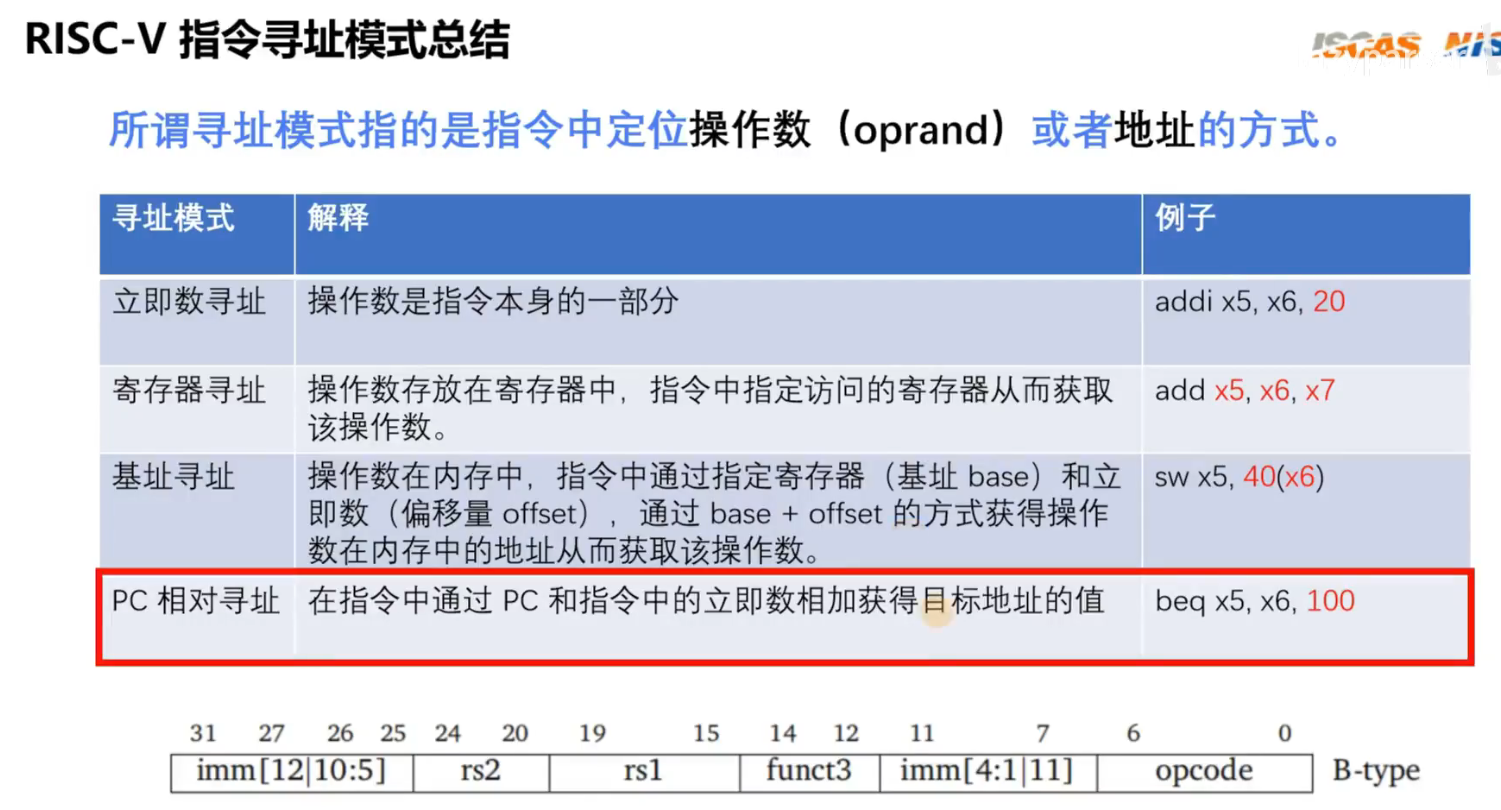 RISC-V 指令寻址模式总结
ISCAS
所谓寻址模式指的是指令中定位操作数（oprand）或者地址的方式。
寻址模式 解释 例子
立即数寻址 操作数是指令本身的一部分 addi x5, x6, 20
寄存器寻址 操作数存放在寄存器中，指令中指定访问的寄存器从而获取 add x5, x6, x7
该操作数。
基址寻址 操作数在内存中，指令中通过指定寄存器（基址 base）和立 sw x5, 40(x6)
即数（偏移量 offset），通过 base + offset 的方式获得操作
数在内存中的地址从而获取该操作数。
PC 相对寻址 在指令中通过 PC 和指令中的立即数相加获得目标地址的值 beq x5, x6, 100
31 27 26 25 24 20 19 15 14 12 11 7 6 0
imm[12|10:5] rs2 rs1 funct3 imm[4:1|11] opcode B-type